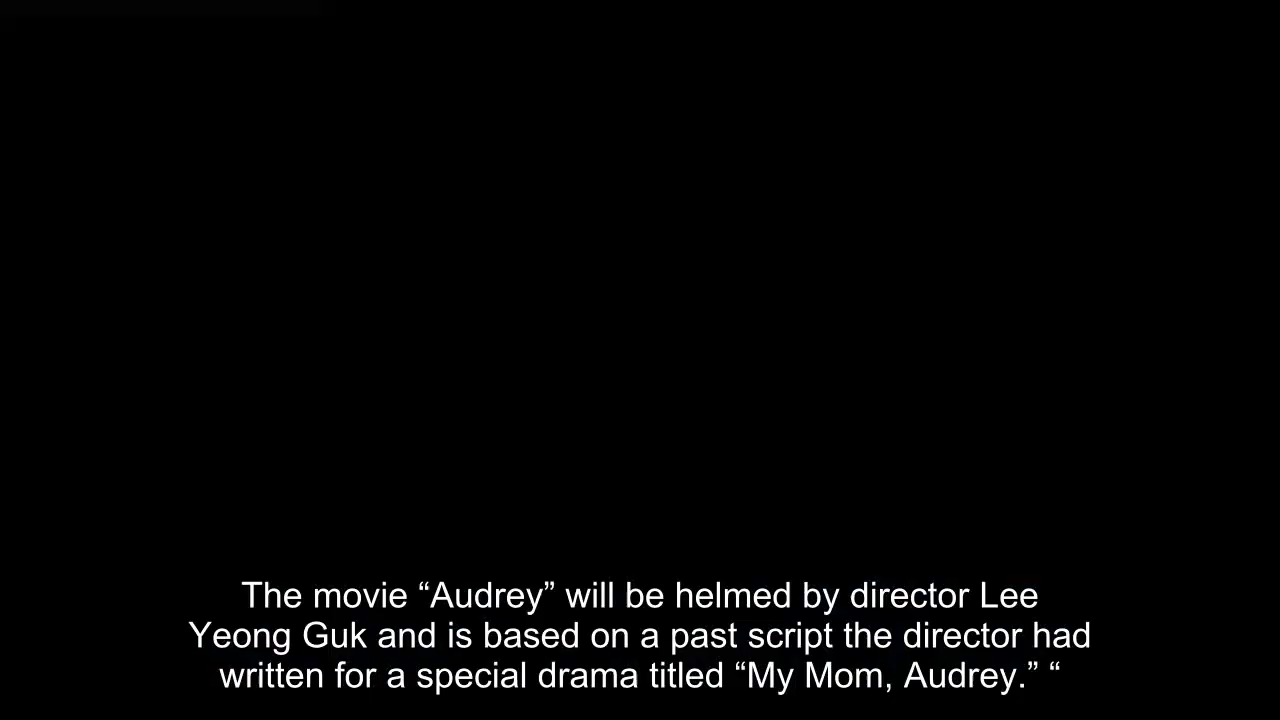 The movie “Audrey” will be helmed by director Lee
Yeong Guk and is based on a past script the director had
written for a special drama titled “My Mom, Audrey.” “